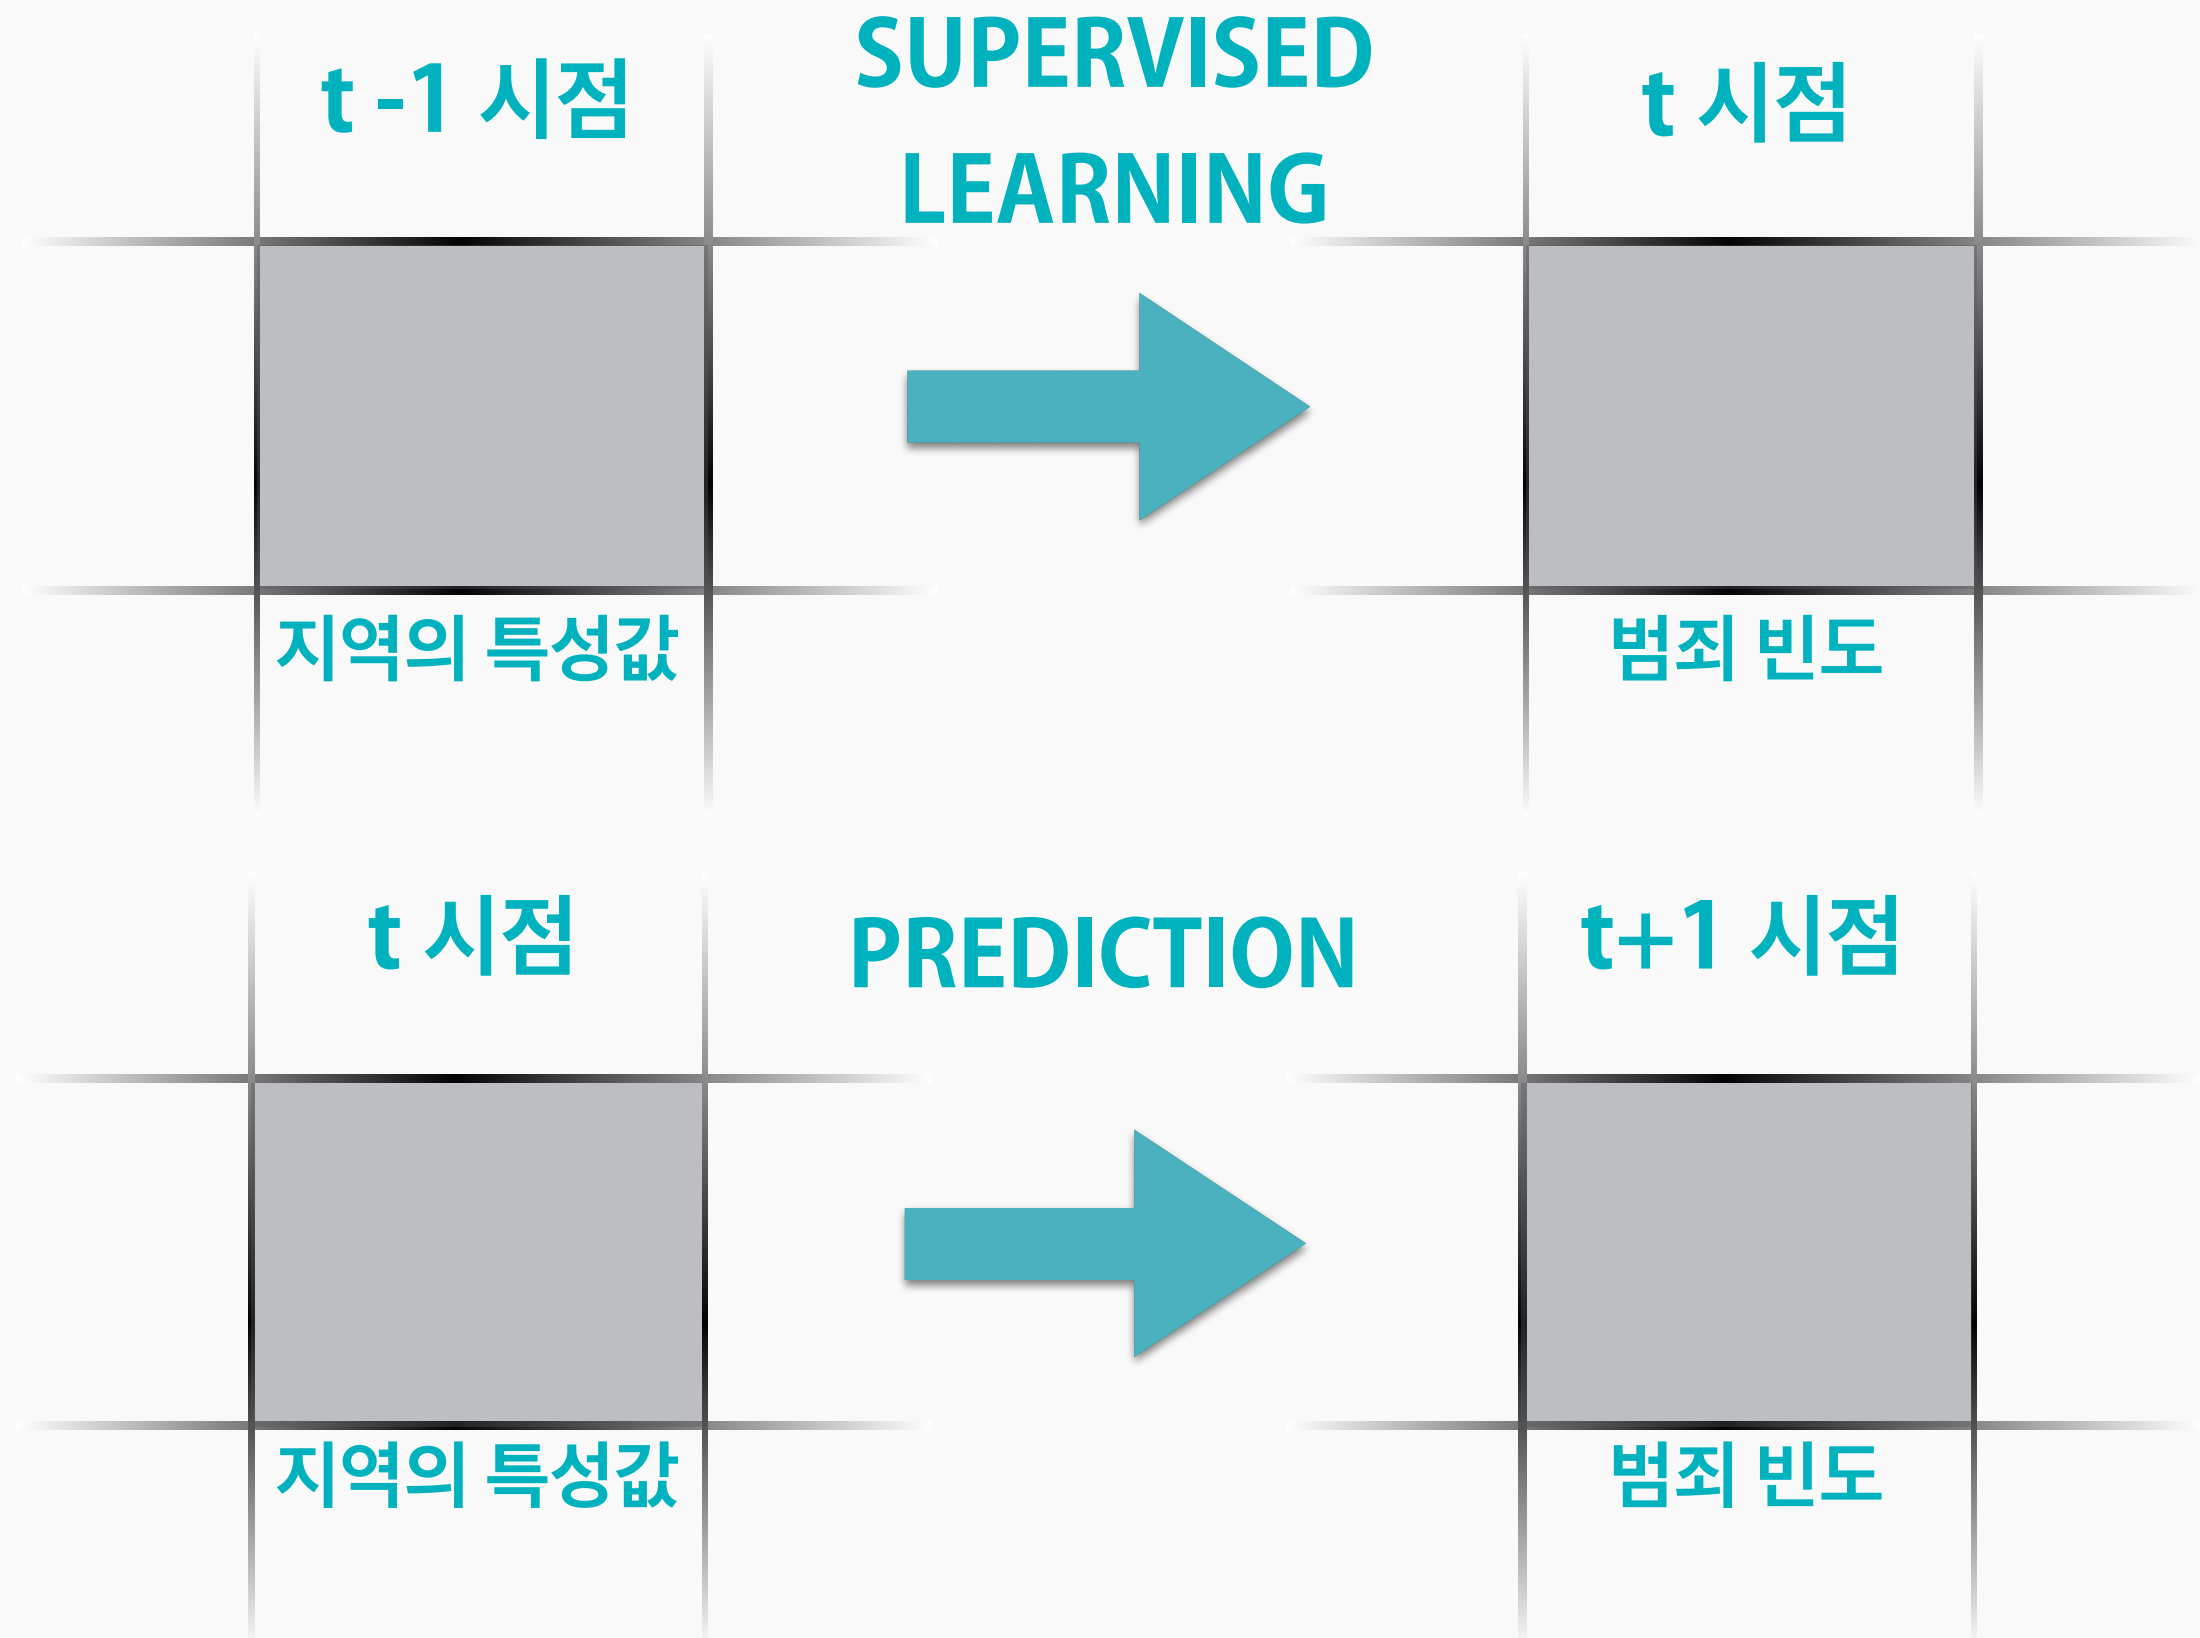 t -1 시점
SUPERVISED
LEARNING
t 시점
지역의 특성값
범죄 빈도
t 시점
PREDICTION
t+1 시점
지역의 특성값
범죄 빈도